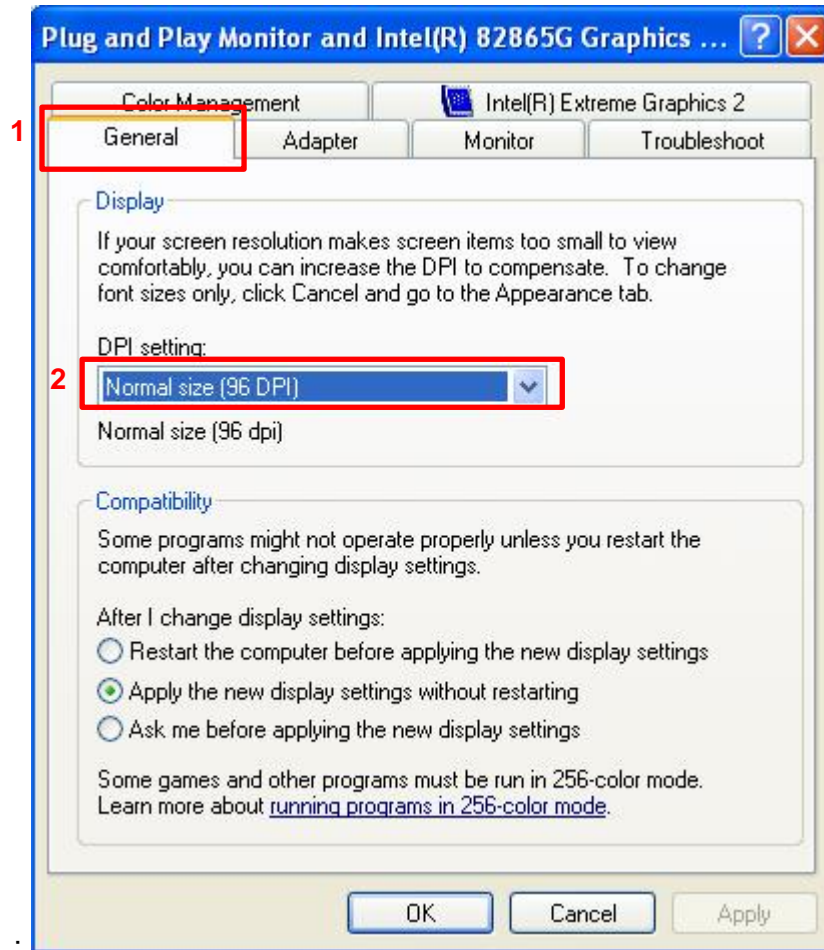 Plug and Play Monitor and Intel(R) 82865G Graphics ... ?
Color Management Intel(R) Extreme Graphics 2
1 General Adapter Monitor Troubleshoot
Display
If your screen resolution makes screen items too small to view
comfortably, you can increase the DPI to compensate. To change
font sizes only, click Cancel and go to the Appearance tab.
DPI setting:
2 Normal size (96 DPI)
Normal size (96 dpi)
Compatibility
Some programs might not operate properly unless you restart the
computer after changing display settings.
After I change display settings:
Restart the computer before applying the new display settings
Apply the new display settings without restarting
Ask me before applying the new display settings
Some games and other programs must be run in 256-color mode.
Learn more about running programs in 256-color mode.
OK Cancel Apply
.